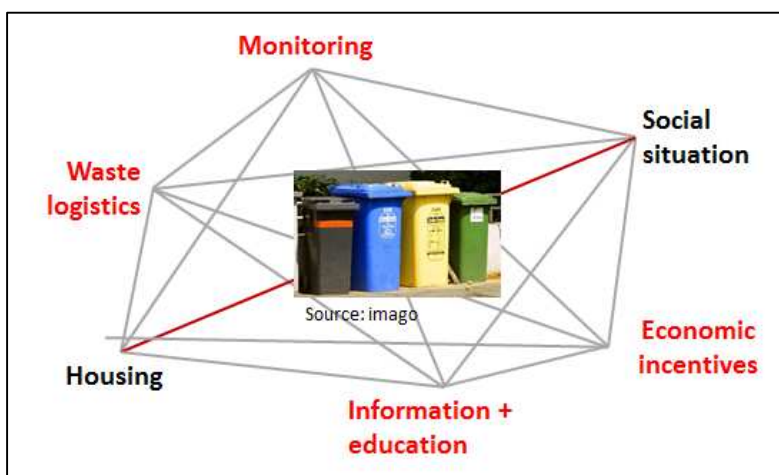 Monitoring
Social
situation
Waste
logistics
Source: imago
Economic
incentives
Housing
Information +
education